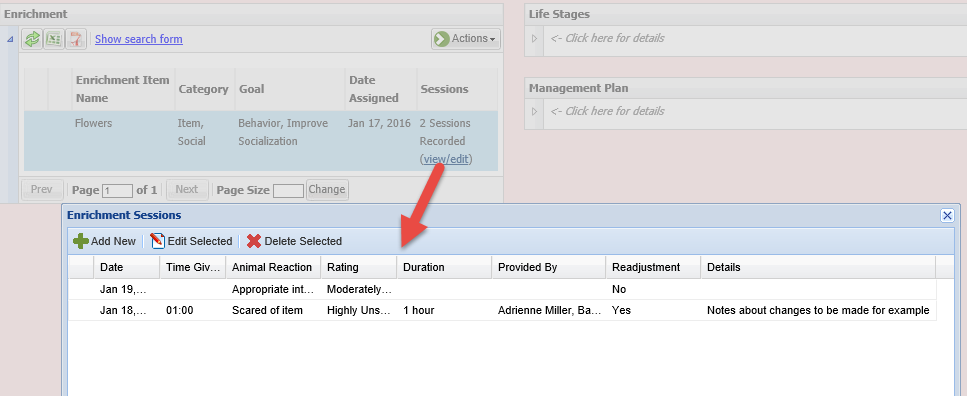 Enrichment
Show search form
Actions
Enrichment Item Name Category Goal Date Assigned Sessions
Flowers Item, Social Behavior, Improve Socialization Jan 17, 2016 2 Sessions Recorded (view/edit)
Prev Page 1 of 1 Next Page Size Change
Life Stages
<- Click here for details
Management Plan
<- Click here for details
Enrichment Sessions
Add New Edit Selected Delete Selected
Date Time Giv... Animal Reaction Rating Duration Provided By Readjustment Details
Jan 19,... Appropriate int... Moderately... No
Jan 18,... 01:00 Scared of item Highly Uns... 1 hour Adrienne Miller, Ba... Yes Notes about changes to be made for example